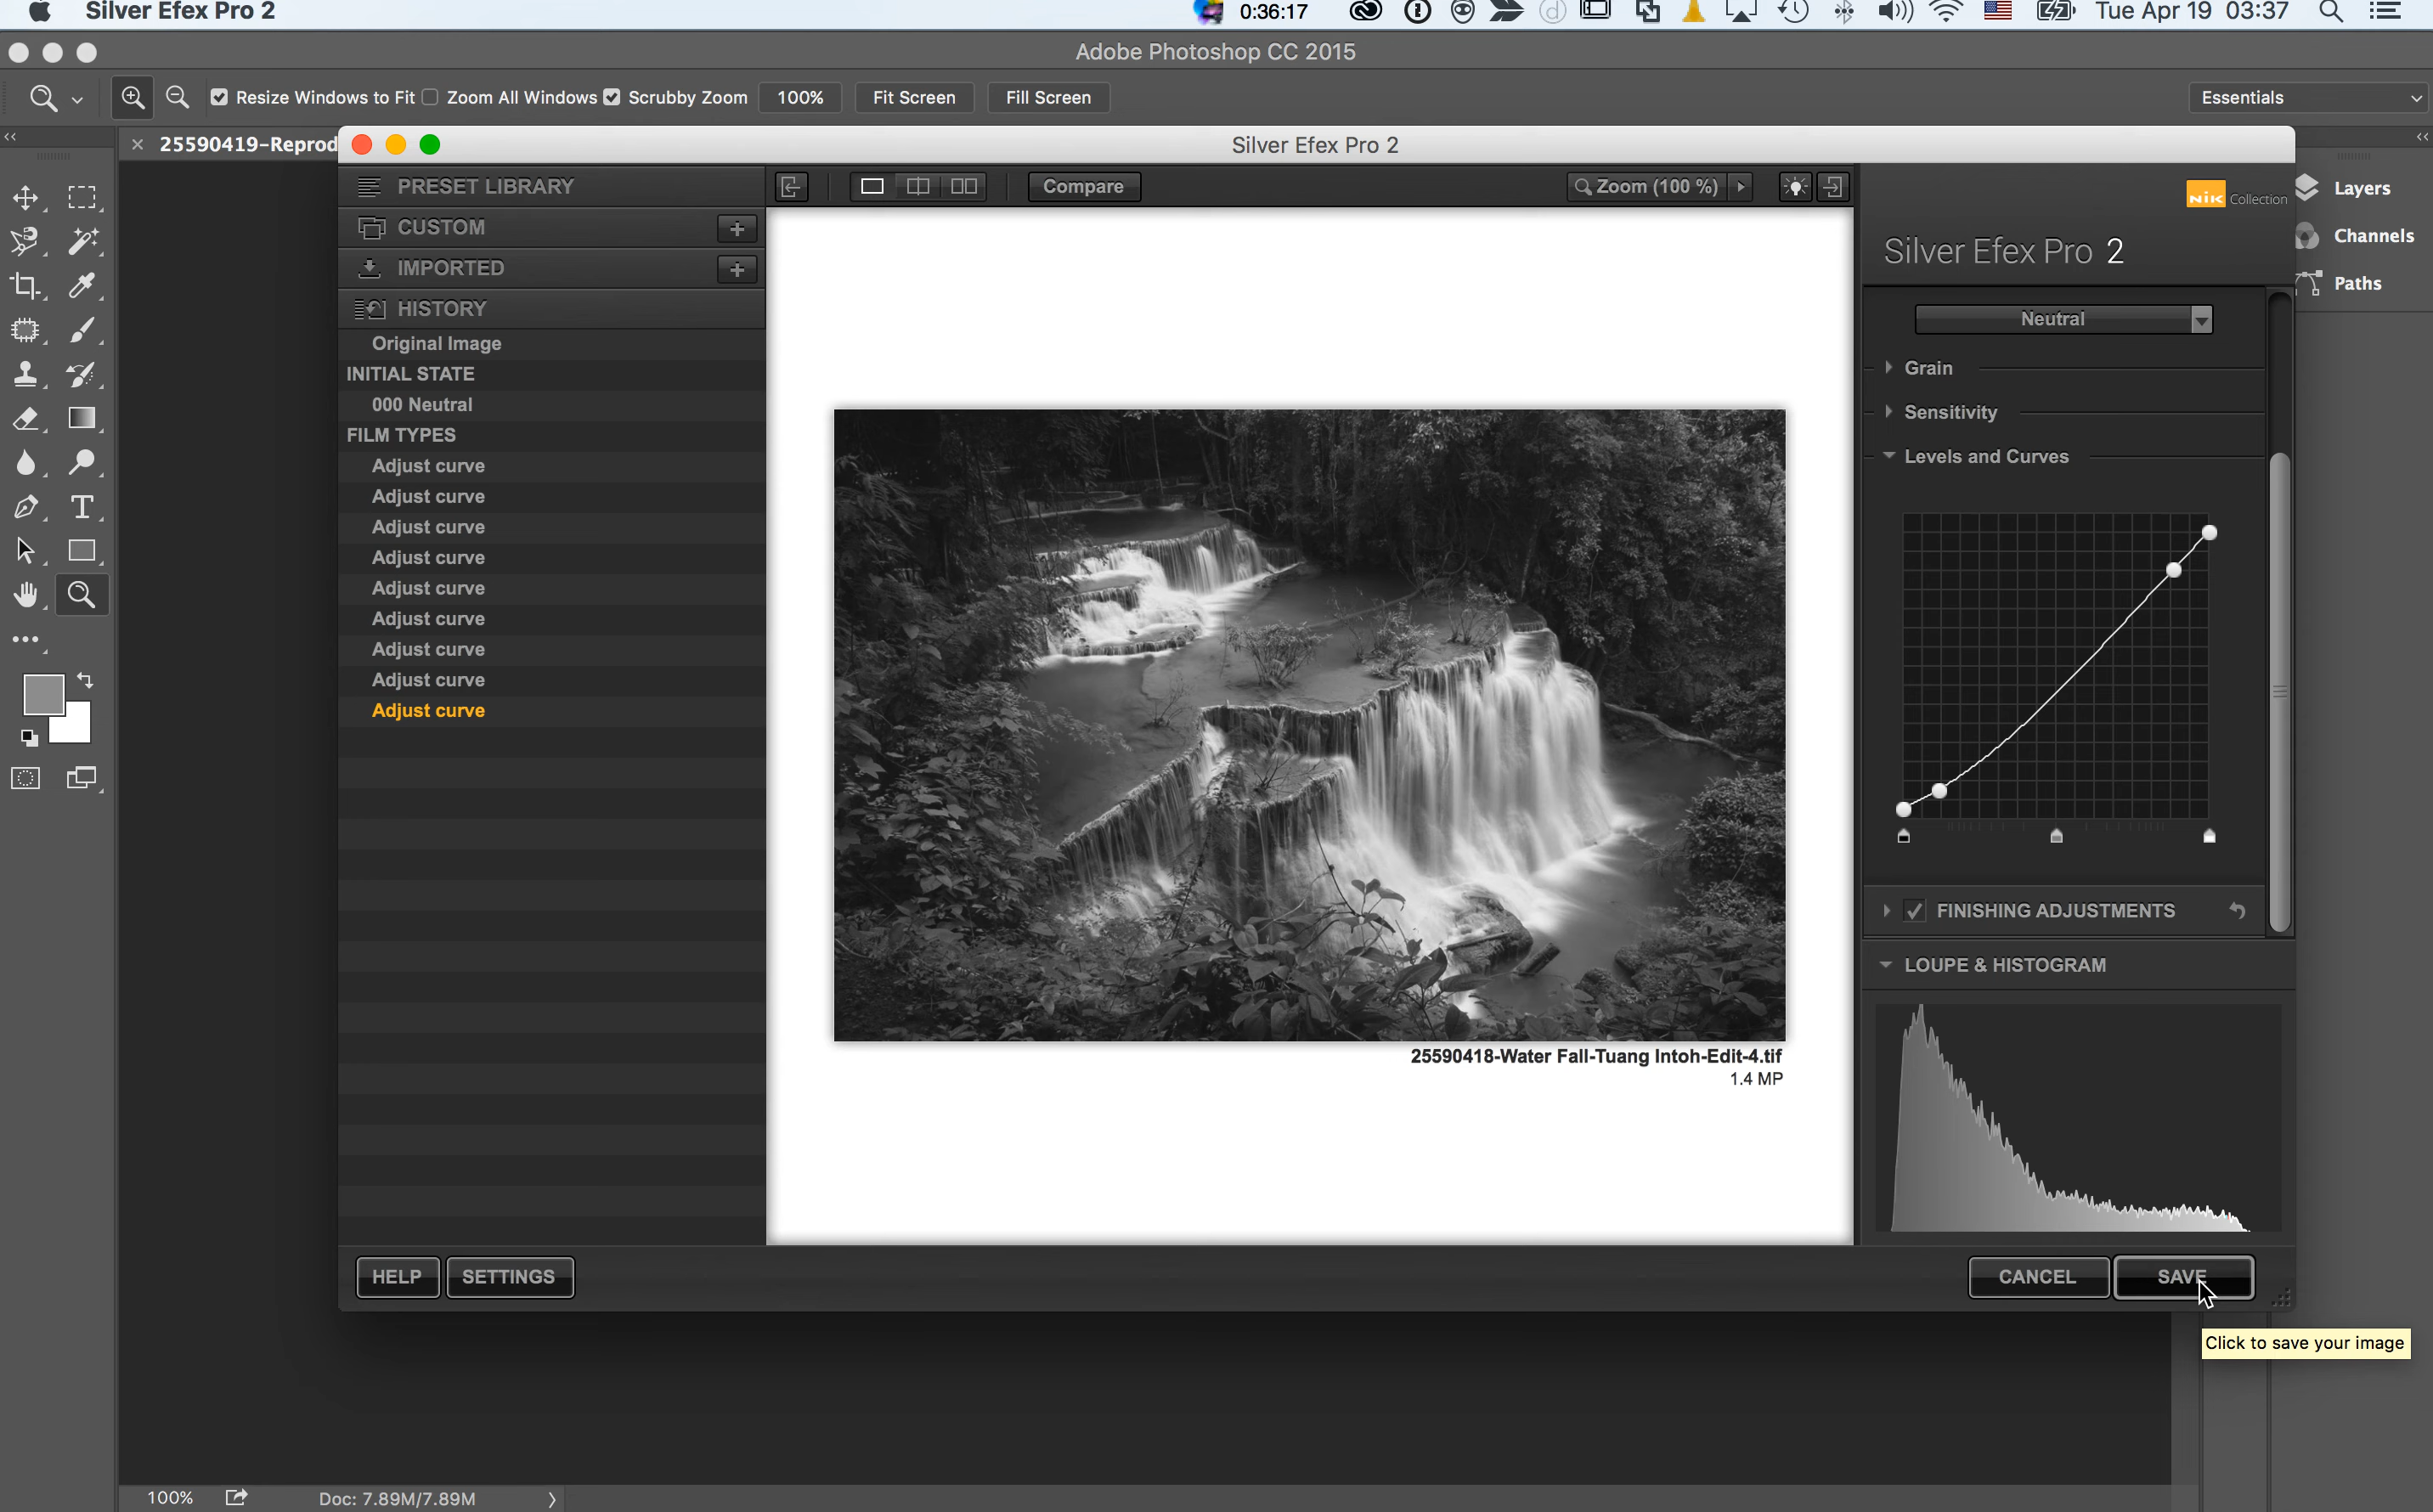 Silver Efex Pro 2
0:36:17
Tue Apr 19 03:37
Adobe Photoshop CC 2015
Resize Windows to Fit
Zoom All Windows
Scrubby Zoom
100%
Fit Screen
Fill Screen
Essentials
25590419-Reprod
Silver Efex Pro 2
PRESET LIBRARY
Compare
Zoom (100 %)
nik Collection
Layers
CUSTOM
Channels
Silver Efex Pro 2
IMPORTED
Paths
HISTORY
Neutral
Original Image
Grain
INITIAL STATE
000 Neutral
Sensitivity
FILM TYPES
Levels and Curves
Adjust curve
Adjust curve
Adjust curve
Adjust curve
Adjust curve
Adjust curve
Adjust curve
Adjust curve
Adjust curve
FINISHING ADJUSTMENTS
LOUPE & HISTOGRAM
25590418-Water Fall-Tuang Intoh-Edit-4.tif
1.4 MP
HELP
SETTINGS
CANCEL
SAVE
Click to save your image
100%
Doc: 7.89M/7.89M